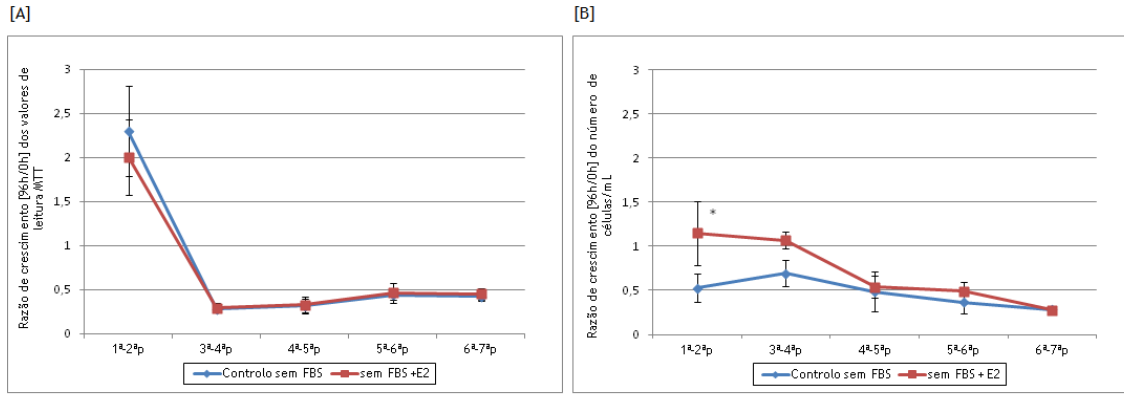 [A]
Razão de crescimento [96h/0h] dos valores de
leitura MTT
3
2,5
2
1,5
1
0,5
0
1ª-2ªp 3ª-4ªp 4ª-5ªp 5ª-6ªp 6ª-7ªp
Controlo sem FBS sem FBS +E2
[B]
Razão de crescimento [96h/0h] do número de
células/mL
3
2,5
2
1,5
1
0,5
0
*
1ª-2ªp 3ª-4ªp 4ª-5ªp 5ª-6ªp 6ª-7ªp
Controlo sem FBS sem FBS + E2